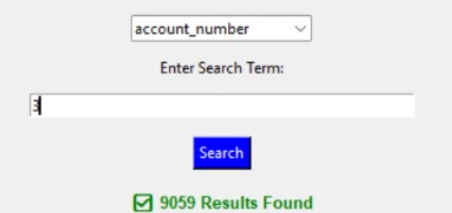 account_number
Enter Search Term:
3
Search
9059 Results Found